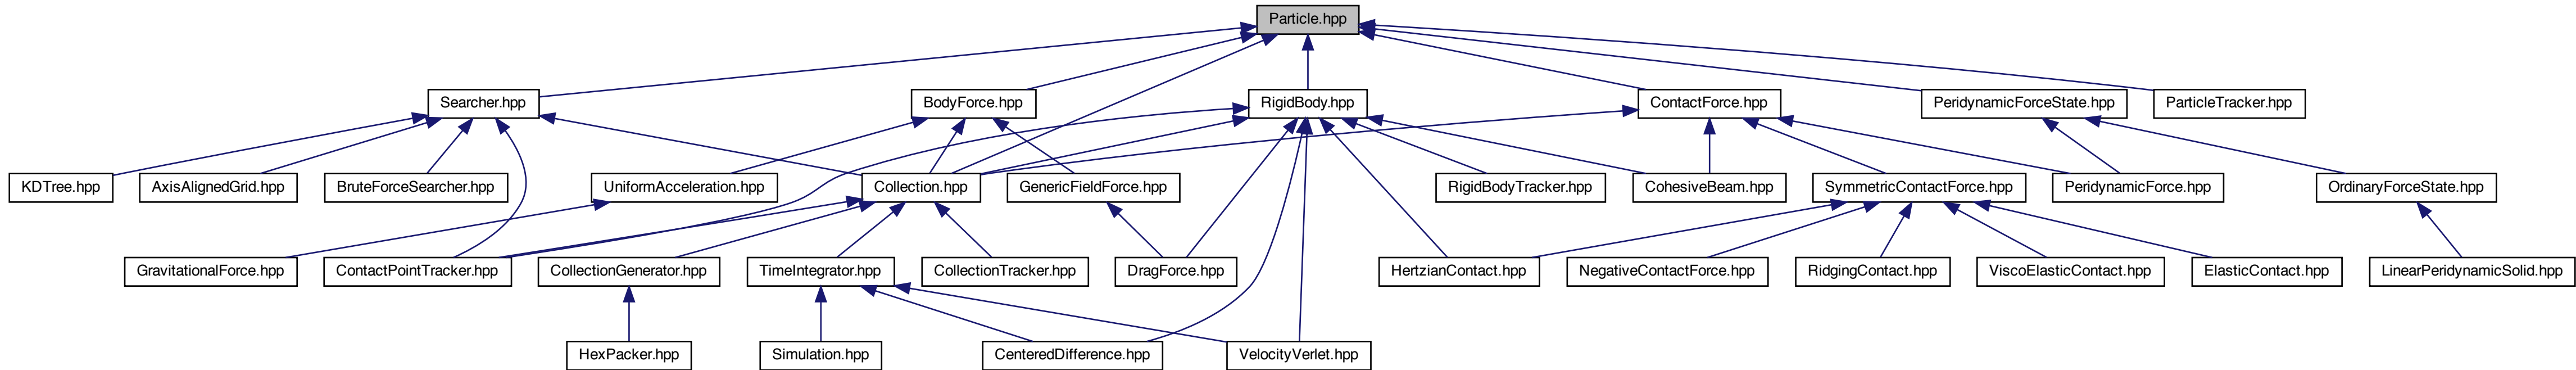 Particle.hpp
Searcher.hpp
BodyForce.hpp
RigidBody.hpp
ContactForce.hpp
PeridynamicForceState.hpp
ParticleTracker.hpp
KDTree.hpp
AxisAlignedGrid.hpp
BruteForceSearcher.hpp
UniformAcceleration.hpp
Collection.hpp
GenericFieldForce.hpp
RigidBodyTracker.hpp
CohesiveBeam.hpp
SymmetricContactForce.hpp
PeridynamicForce.hpp
OrdinaryForceState.hpp
GravitationalForce.hpp
ContactPointTracker.hpp
CollectionGenerator.hpp
TimeIntegrator.hpp
CollectionTracker.hpp
DragForce.hpp
HertzianContact.hpp
NegativeContactForce.hpp
RidgingContact.hpp
ViscoElasticContact.hpp
ElasticContact.hpp
LinearPeridynamicSolid.hpp
HexPacker.hpp
Simulation.hpp
CenteredDifference.hpp
VelocityVerlet.hpp